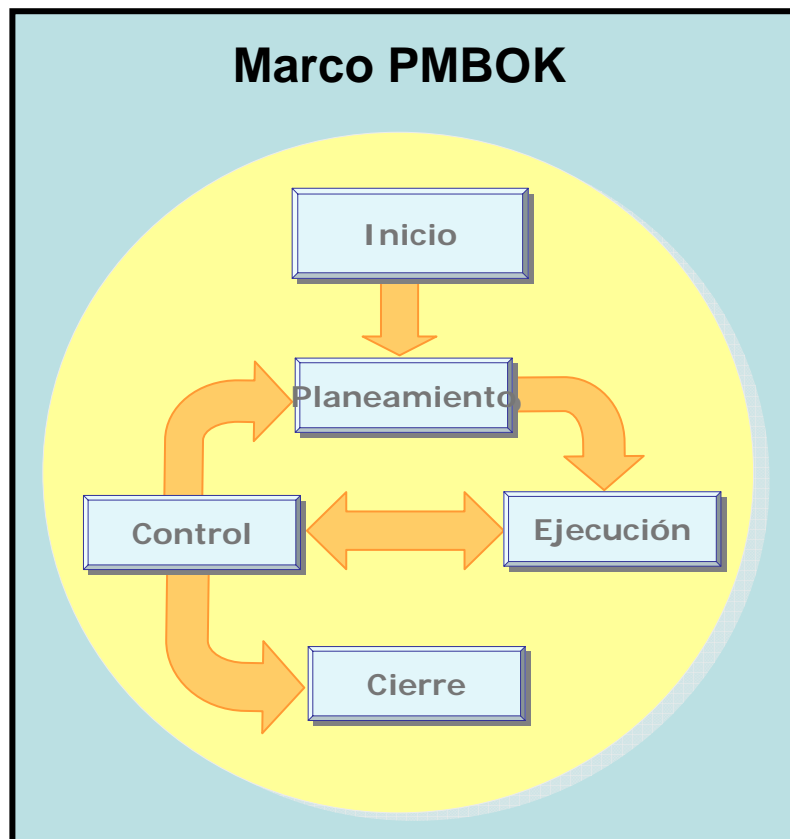 Marco PMBOK
Inicio
Planeamiento
Control
Ejecución
Cierre